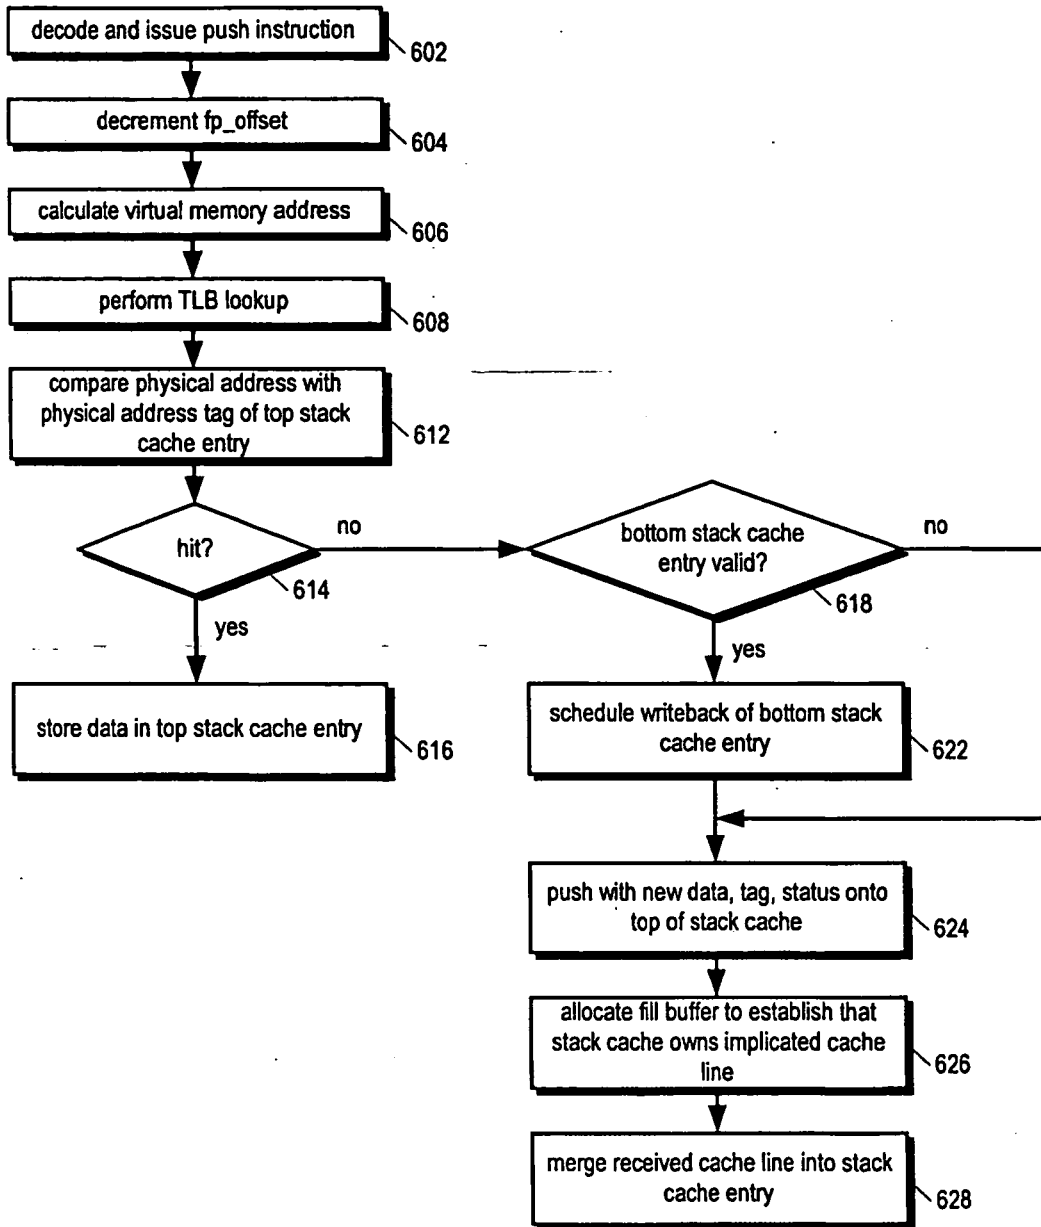 decode and issue push instruction
602
decrement fp_offset
604
calculate virtual memory address
606
perform TLB lookup
608
compare physical address with
physical address tag of top stack
cache entry
612
hit?
no
614
yes
bottom stack cache
entry valid?
no
618
yes
store data in top stack cache entry
616
schedule writeback of bottom stack
cache entry
622
push with new data, tag, status onto
top of stack cache
624
allocate fill buffer to establish that
stack cache owns implicated cache
line
626
merge received cache line into stack
cache entry
628